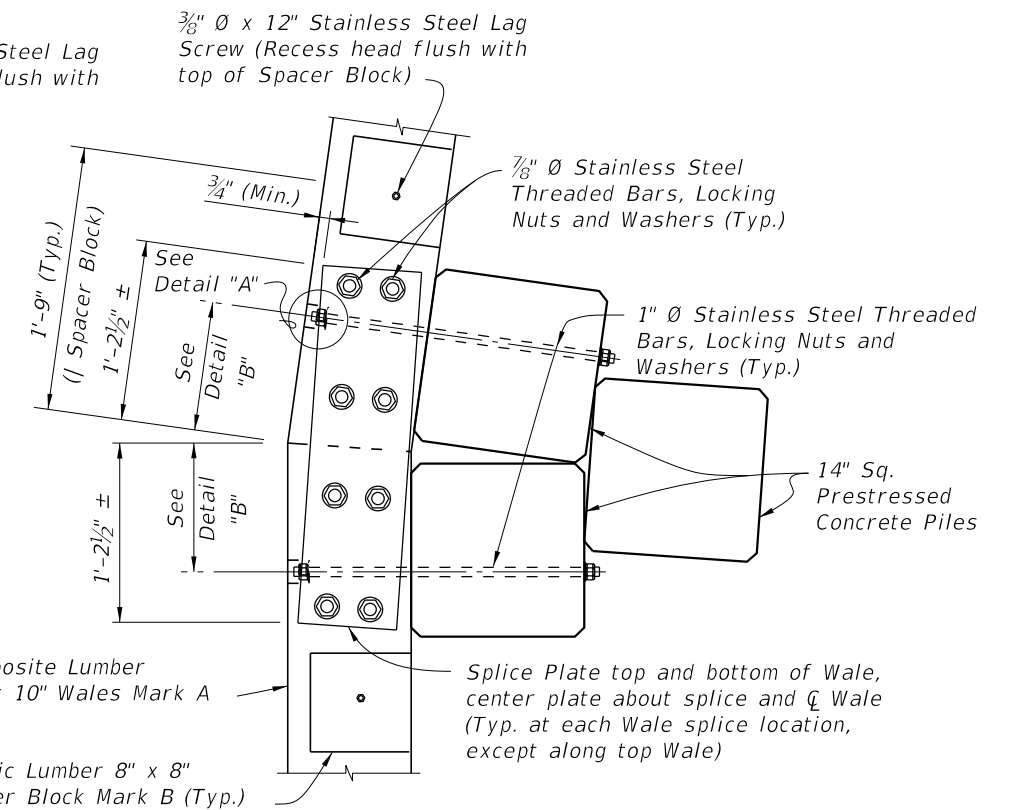 ⅜" Ø x 12" Stainless Steel Lag
Screw (Recess head flush with
top of Spacer Block)
Steel Lag
lush with
⅞" Ø Stainless Steel
Threaded Bars, Locking
Nuts and Washers (Typ.)
¾" (Min.)
1'-9" (Typ.)
(1 Spacer Block)
1'-2½" ±
See
Detail "A"
See
Detail
"B"
1" Ø Stainless Steel Threaded
Bars, Locking Nuts and
Washers (Typ.)
14" Sq.
Prestressed
Concrete Piles
1'-2½" ±
See
Detail
"B"
Splice Plate top and bottom of Wale,
center plate about splice and ℄ Wale
(Typ. at each Wale splice location,
except along top Wale)
osite Lumber
10" Wales Mark A
ic Lumber 8" x 8"
er Block Mark B (Typ.)